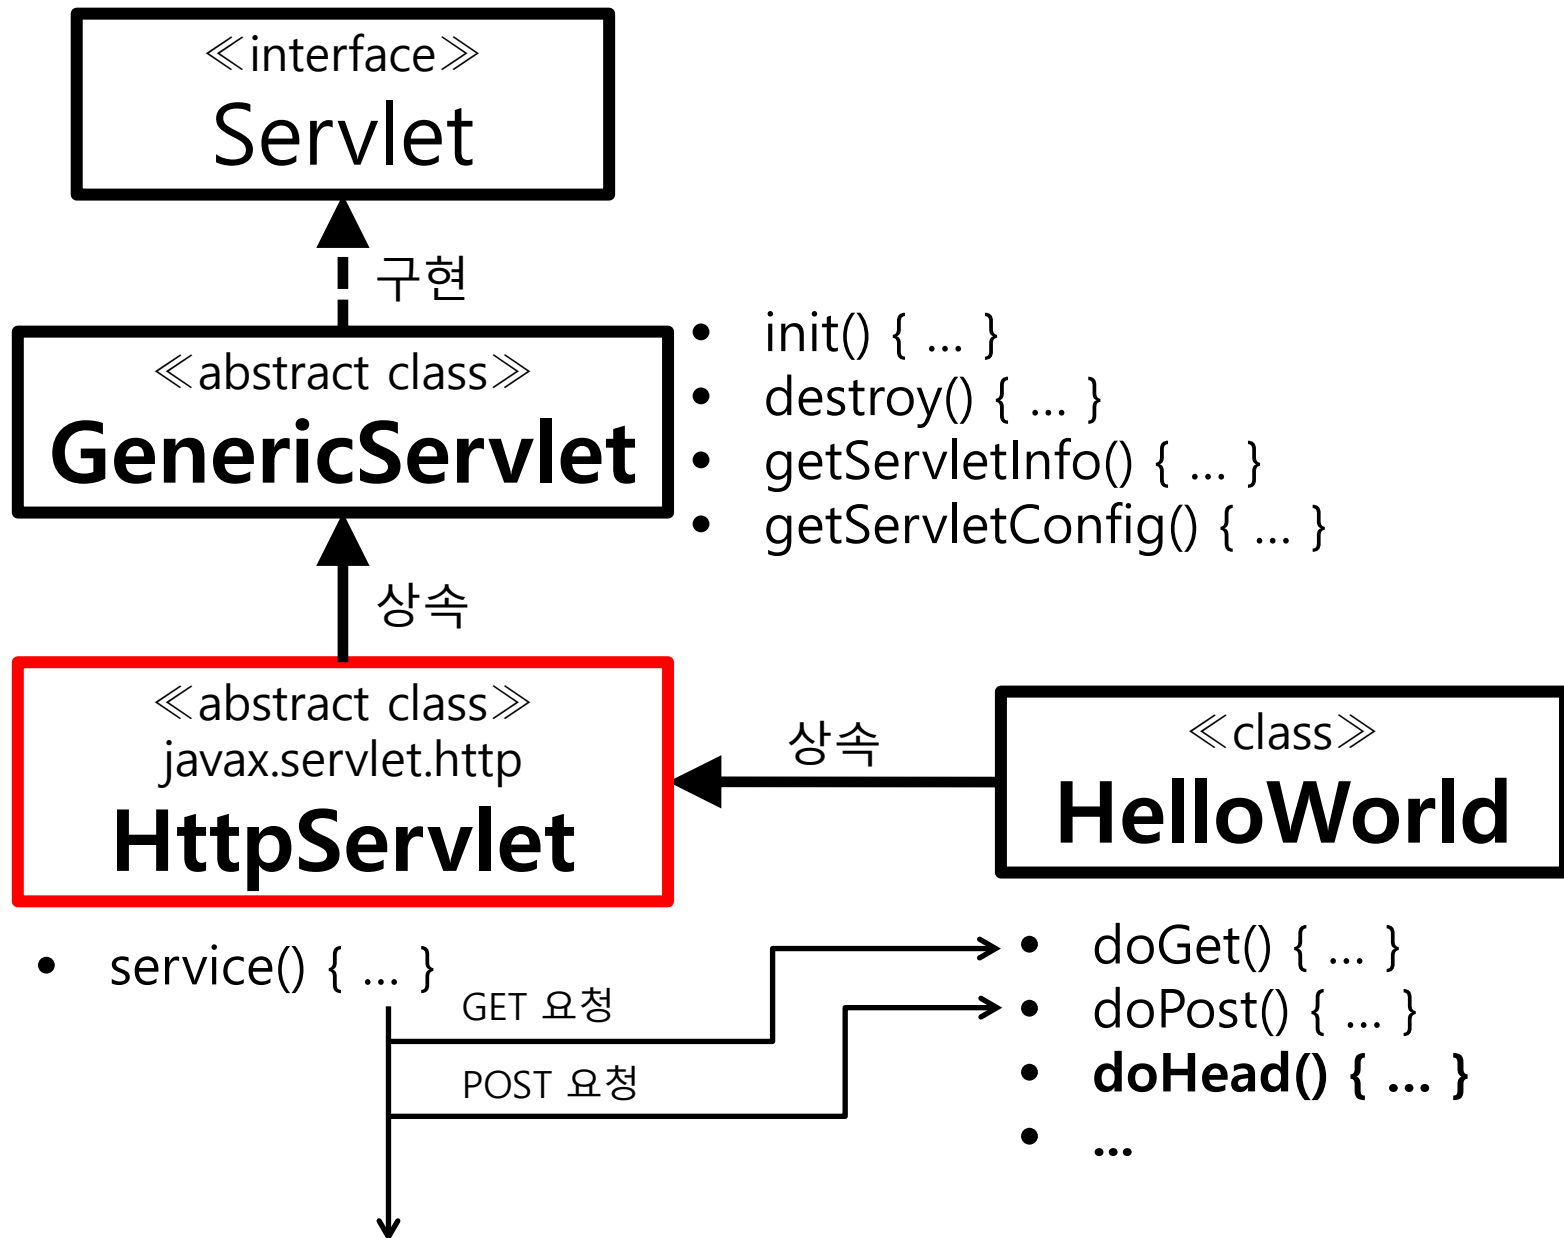 ≪interface≫
Servlet
구현
≪abstract class≫
GenericServlet
• init() { ... }
• destroy() { ... }
• getServletInfo() { ... }
• getServletConfig() { ... }
상속
≪abstract class≫
javax.servlet.http
HttpServlet
상속
≪class≫
HelloWorld
• service() { ... }
GET 요청
POST 요청
• doGet() { ... }
• doPost() { ... }
• doHead() { ... }
• ...